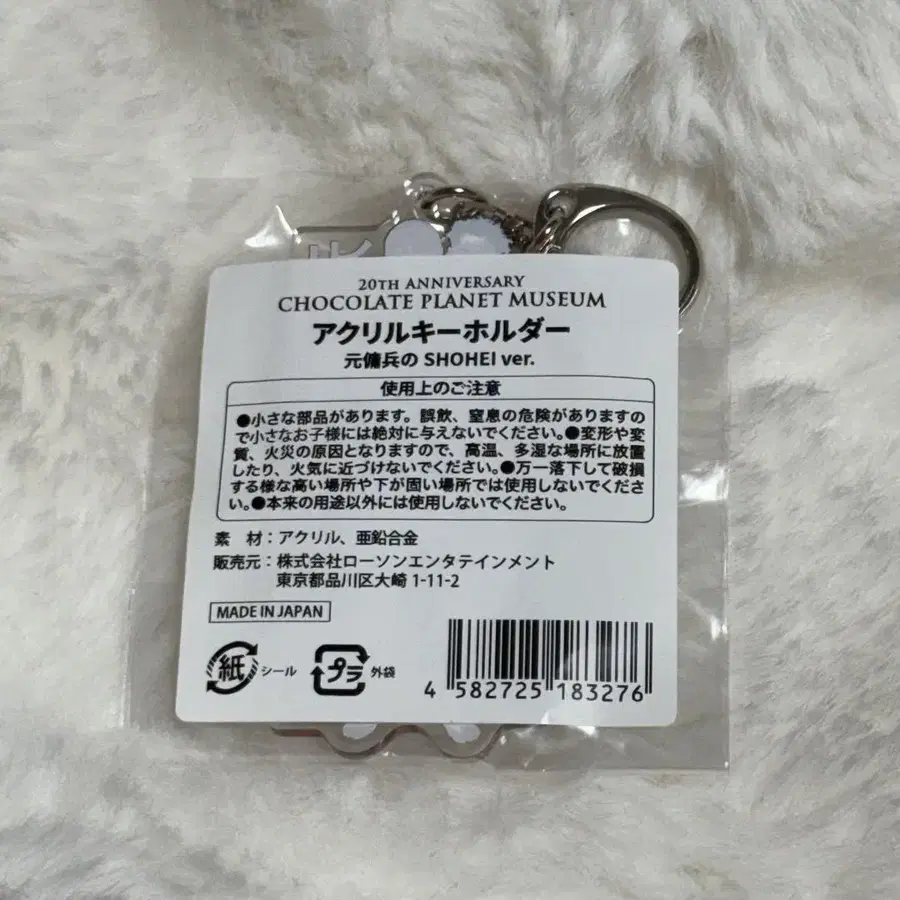 20TH ANNIVERSARY
CHOCOLATE PLANET MUSEUM
アクリルキーホルダー
元傭兵の SHOHEI ver.
使用上のご注意
●小さな部品があります。誤飲、窒息の危険がありますの
で小さなお子様には絶対に与えないでください。●変形や変
質、火災の原因となりますので、高温、多湿な場所に放置
したり、火気に近づけないでください。●万一落下して破損
する様な高い場所や下が固い場所では使用しないでくださ
い。●本来の用途以外には使用しないでください。
素 材：アクリル、亜鉛合金
販売元：株式会社ローソンエンタテインメント
東京都品川区大崎 1-11-2
MADE IN JAPAN
紙 シール
プラ 外袋
4 582725 183276